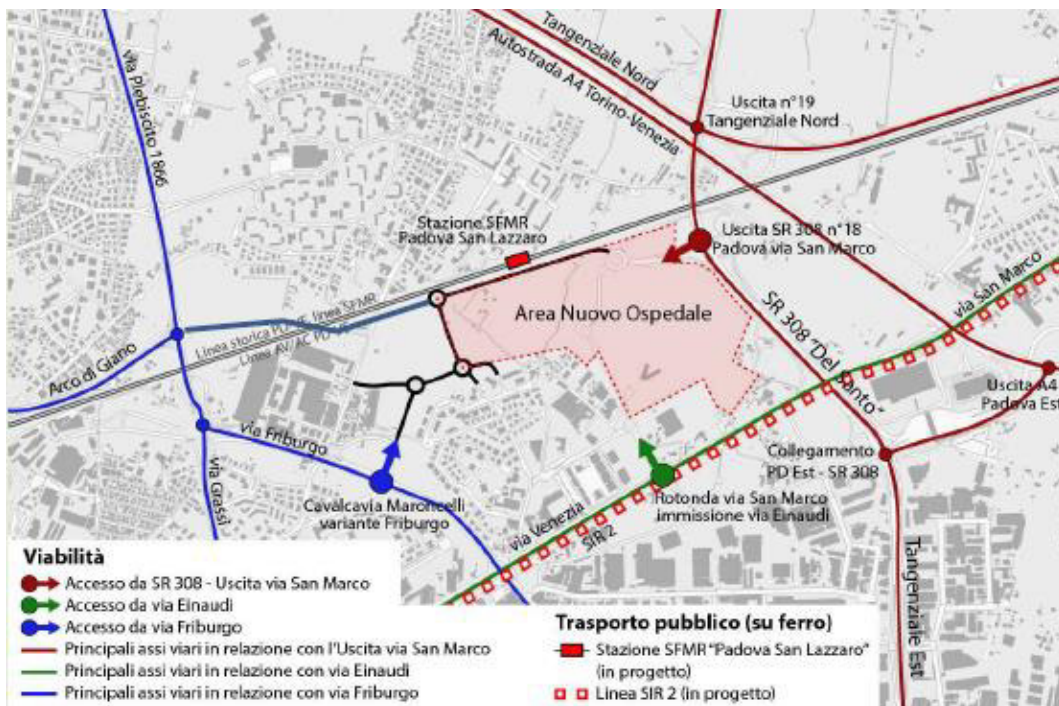 Tangenziale Nord
Autostrada A4 Torino-Venezia
via Plebiscito 1866
Uscita n°19
Tangenziale Nord
Stazione SFMR
Padova San Lazzaro
Uscita SR 308 n°18
Padova via San Marco
via San Marco
Area Nuovo Ospedale
SR 308 "Del Santo"
Linea storica
linea SFMR
Linea AV/AC PD
Arco di Giano
Uscita A4
Padova Est
via Friburgo
via Grassi
Collegamento
PD Est - SR 308
Cavalcavia Maroncelli
variante Friburgo
Rotonda via San Marco
immissione via Einaudi
via Venezia
SIR 2
Tangenziale Est
Viabilità
Accesso da SR 308 - Uscita via San Marco
Accesso da via Einaudi
Accesso da via Friburgo
Principali assi viari in relazione con l'Uscita via San Marco
Principali assi viari in relazione con via Einaudi
Principali assi viari in relazione con via Friburgo
Trasporto pubblico (su ferro)
Stazione SFMR "Padova San Lazzaro"
(in progetto)
Linea SIR 2 (in progetto)